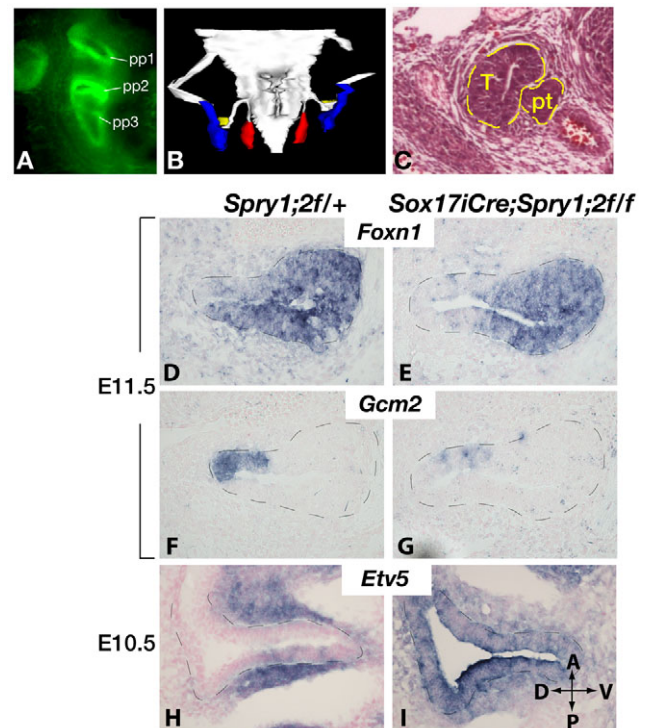 pp1
pp2
pp3
A
B
T
pt
C
Spry1;2f/+
Sox17iCre;Spry1;2f/f
Foxn1
D
E
E11.5
Gcm2
F
G
Etv5
E10.5
H
I
A
D
V
P